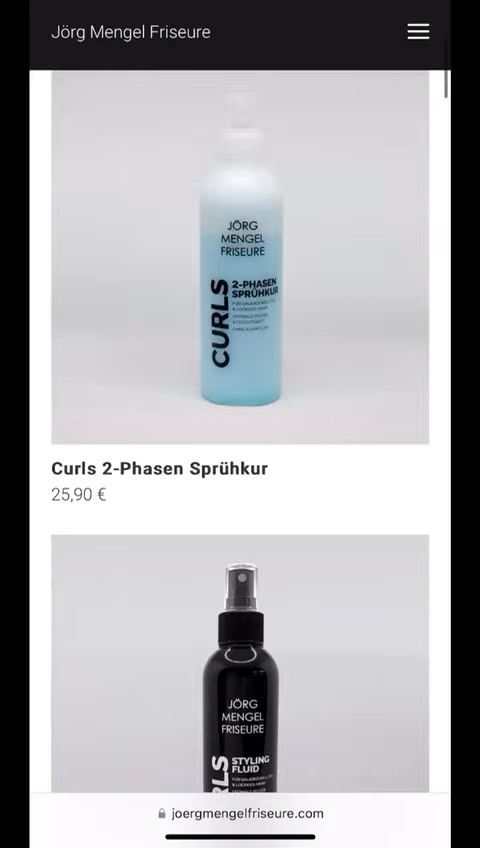 Jörg Mengel Friseure
JÖRG
MENGEL
FRISEURE
CURLS
2-PHASEN
SPRÜHKUR
Curls 2-Phasen Sprühkur
25,90 €
JÖRG
MENGEL
FRISEURE
STYLING
FLUID
joergmengelfriseure.com